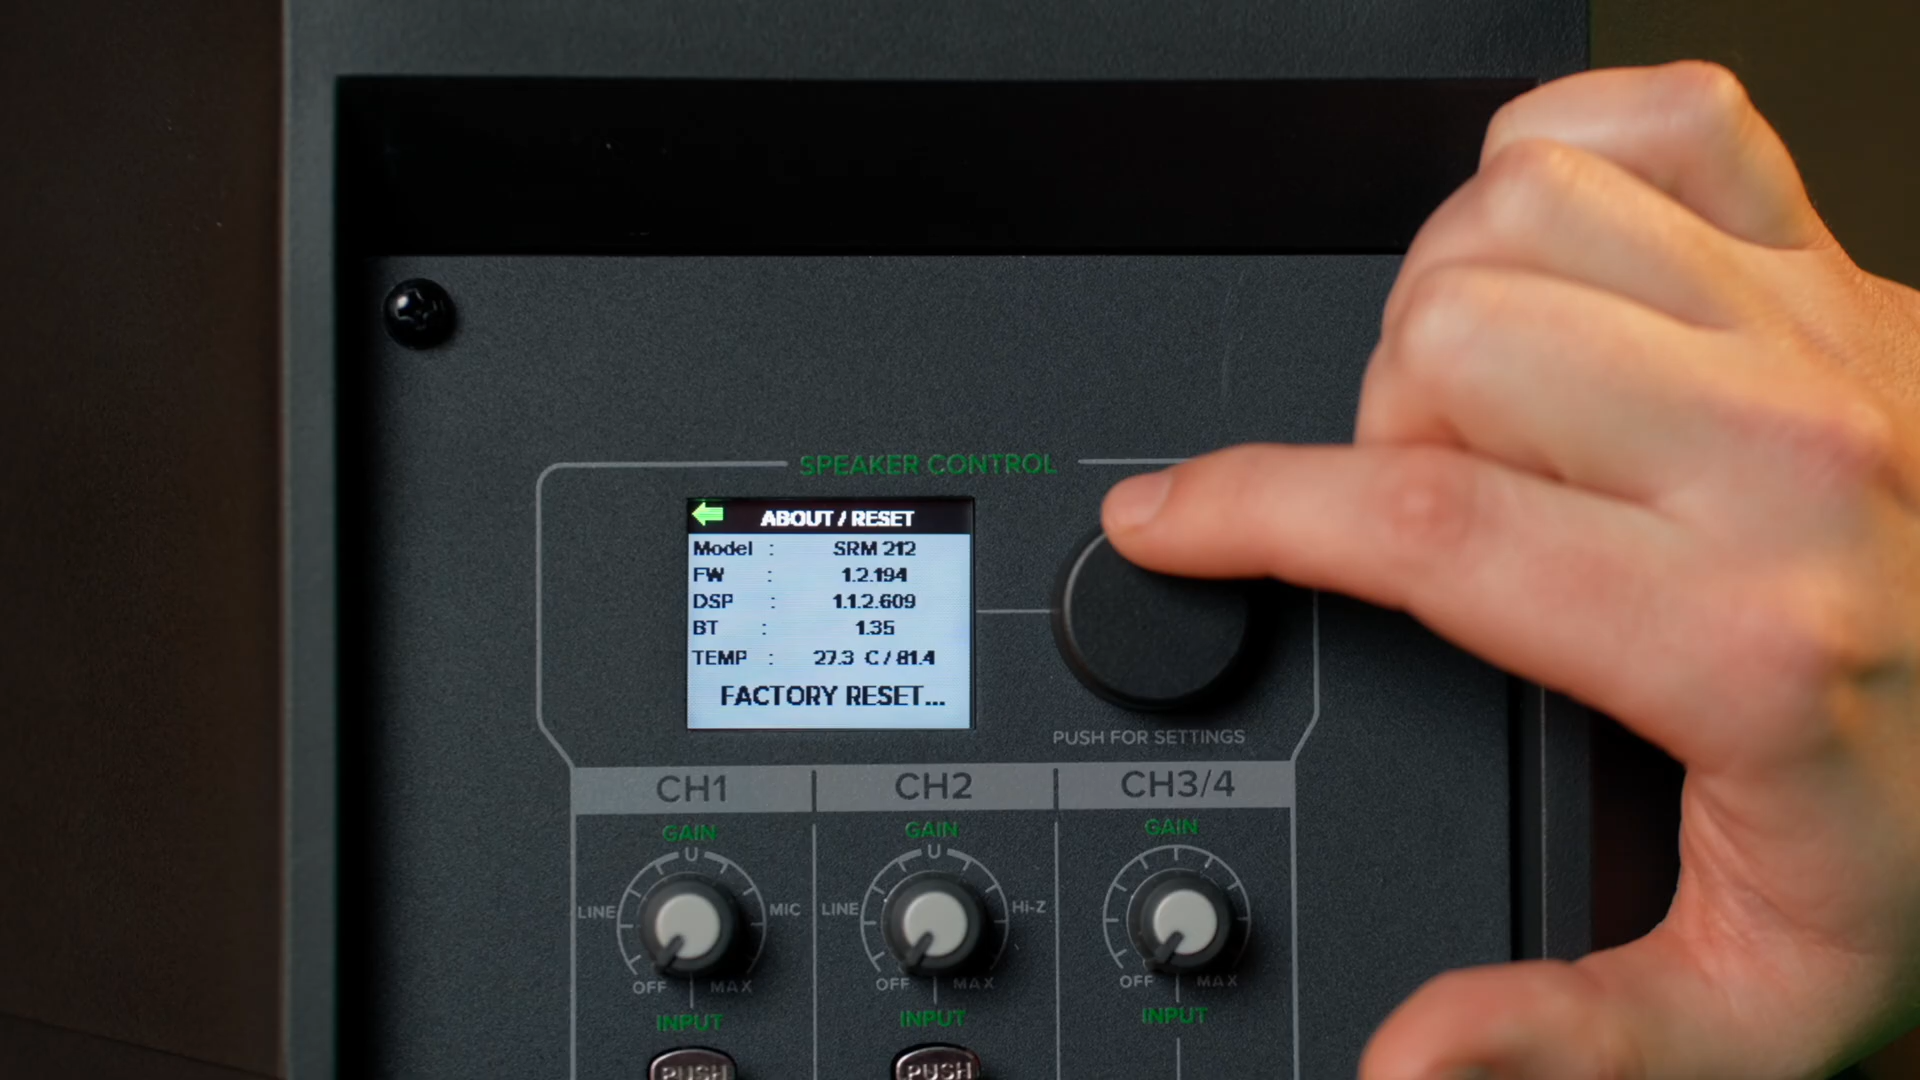 SPEAKER CONTROL
ABOUT / RESET
Model : SRM 212
FW : 1.2.194
DSP : 1.1.2.609
BT : 1.35
TEMP : 27.3 C / 81.4
FACTORY RESET...
PUSH FOR SETTINGS
CH1 CH2 CH3/4
GAIN GAIN GAIN
U U
LINE MIC LINE Hi-Z
OFF MAX OFF MAX OFF MAX
INPUT INPUT INPUT
PUSH PUSH